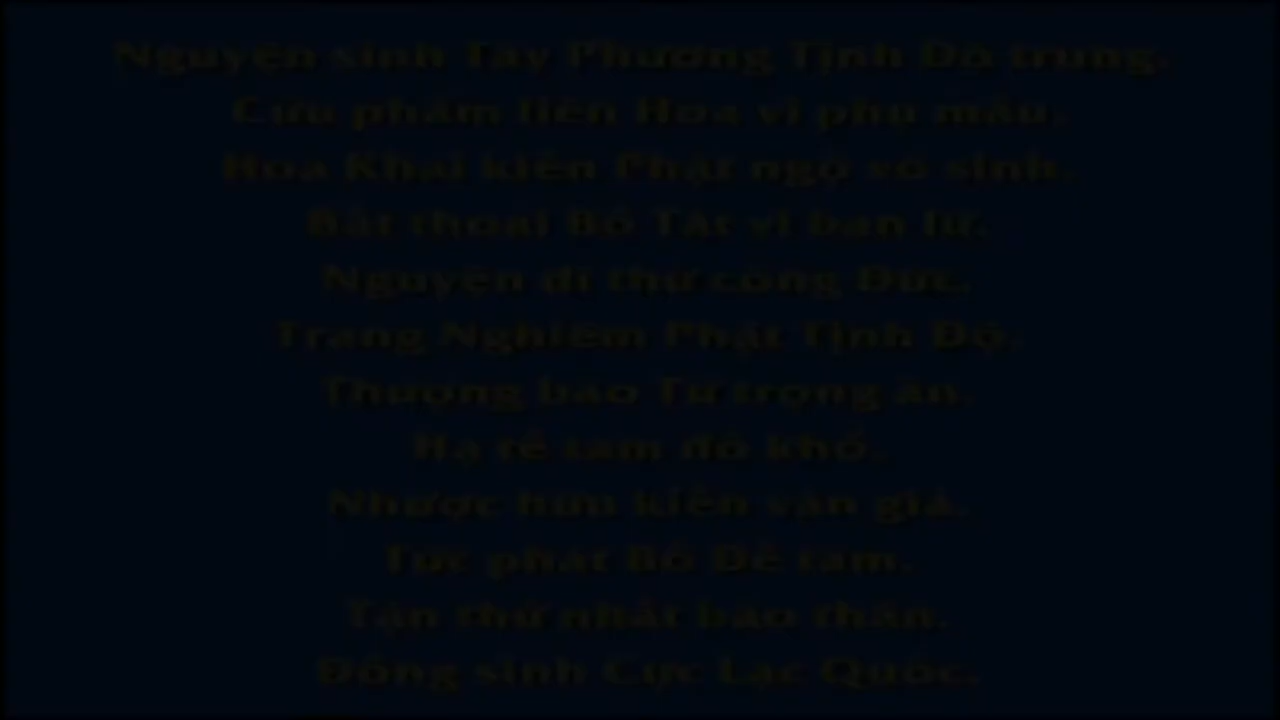 Nguyện sinh Tây Phương Tịnh Độ trung.
Cửu phẩm liên Hoa vi phụ mẫu.
Hoa Khai kiến Phật ngộ vô sinh.
Bất thoái Bồ Tát vi bạn lữ.
Nguyện dĩ thử công Đức.
Trang Nghiêm Phật Tịnh Độ.
Thượng báo Tứ trọng ân.
Hạ tế tam đồ khổ.
Nhược hữu kiến văn giả.
Tức phát Bồ Đề tâm.
Tận thử nhất báo thân.
Đồng sinh Cực Lạc Quốc.